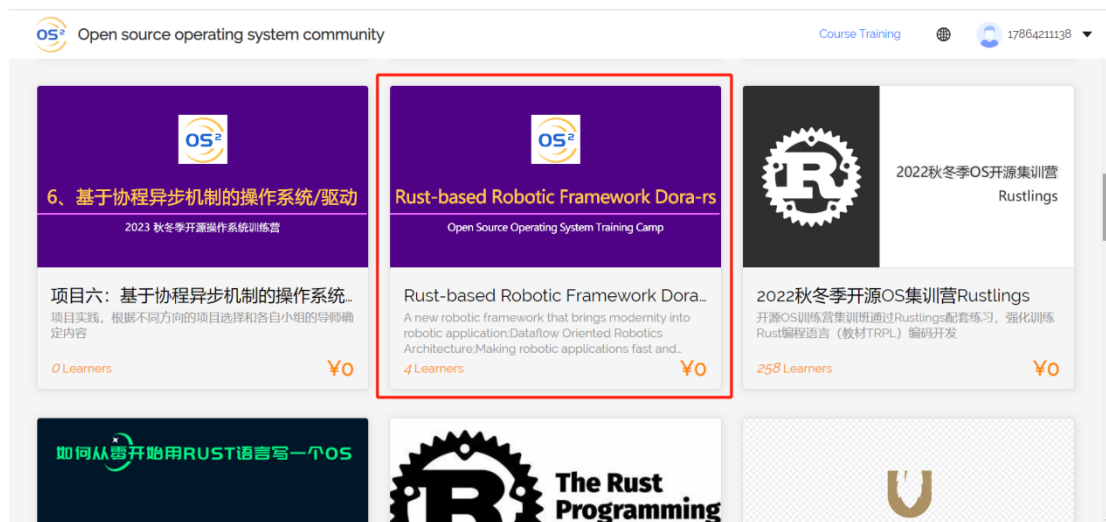 OS² Open source operating system community
Course Training
17864211138
OS²
6、基于协程异步机制的操作系统/驱动
2023 秋冬季开源操作系统训练营
项目六：基于协程异步机制的操作系统...
项目实践，根据不同方向的项目选择和各自小组的导师确
定内容
0 Learners
¥0
OS²
Rust-based Robotic Framework Dora-rs
Open Source Operating System Training Camp
Rust-based Robotic Framework Dora...
A new robotic framework that brings modernity into
robotic application;Dataflow Oriented Robotics
Architecture;Making robotic applications fast and...
4 Learners
¥0
R
2022秋冬季OS开源集训营
Rustlings
2022秋冬季开源OS集训营Rustlings
开源OS训练营集训班通过Rustlings配套练习，强化训练
Rust编程语言（教材TRPL）编码开发
258 Learners
¥0
如何从零开始用RUST语言写一个OS
R
The Rust
Programming